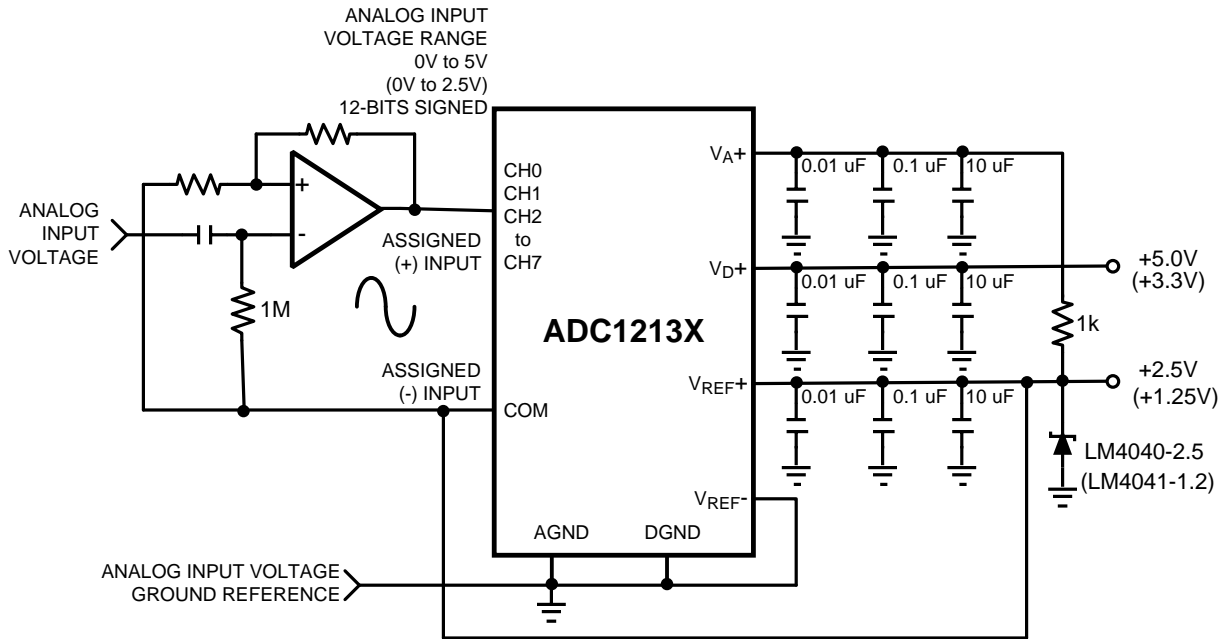 ANALOG INPUT
VOLTAGE RANGE
0V to 5V
(0V to 2.5V)
12-BITS SIGNED
ANALOG
INPUT
VOLTAGE
+
-
1M
ASSIGNED
(+) INPUT
ASSIGNED
(-) INPUT
CH0
CH1
CH2
to
CH7
COM
ADC1213X
VA+
VD+
VREF+
VREF-
AGND
DGND
0.01 uF
0.1 uF
10 uF
0.01 uF
0.1 uF
10 uF
0.01 uF
0.1 uF
10 uF
+5.0V
(+3.3V)
1k
+2.5V
(+1.25V)
LM4040-2.5
(LM4041-1.2)
ANALOG INPUT VOLTAGE
GROUND REFERENCE